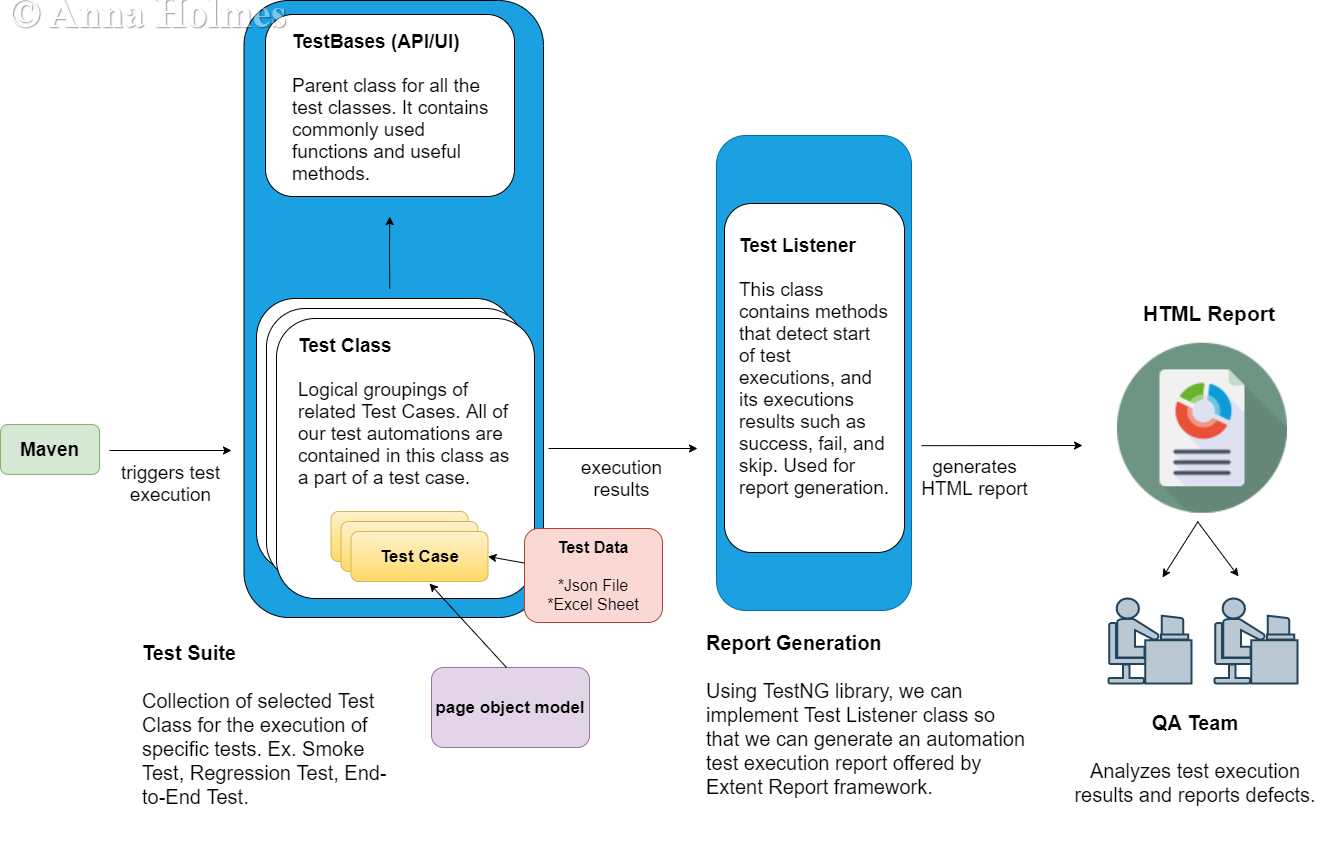 © Anna Holmes
TestBases (API/UI)
Parent class for all the
test classes. It contains
commonly used
functions and useful
methods.
Test Class
Logical groupings of
related Test Cases. All of
our test automations are
contained in this class as
a part of a test case.
Test Case
Maven
triggers test
execution
Test Data
*Json File
*Excel Sheet
page object model
Test Suite
Collection of selected Test
Class for the execution of
specific tests. Ex. Smoke
Test, Regression Test, End-
to-End Test.
execution
results
Test Listener
This class
contains methods
that detect start
of test
executions, and
its executions
results such as
success, fail, and
skip. Used for
report generation.
Report Generation
Using TestNG library, we can
implement Test Listener class so
that we can generate an automation
test execution report offered by
Extent Report framework.
generates
HTML report
HTML Report
QA Team
Analyzes test execution
results and reports defects.